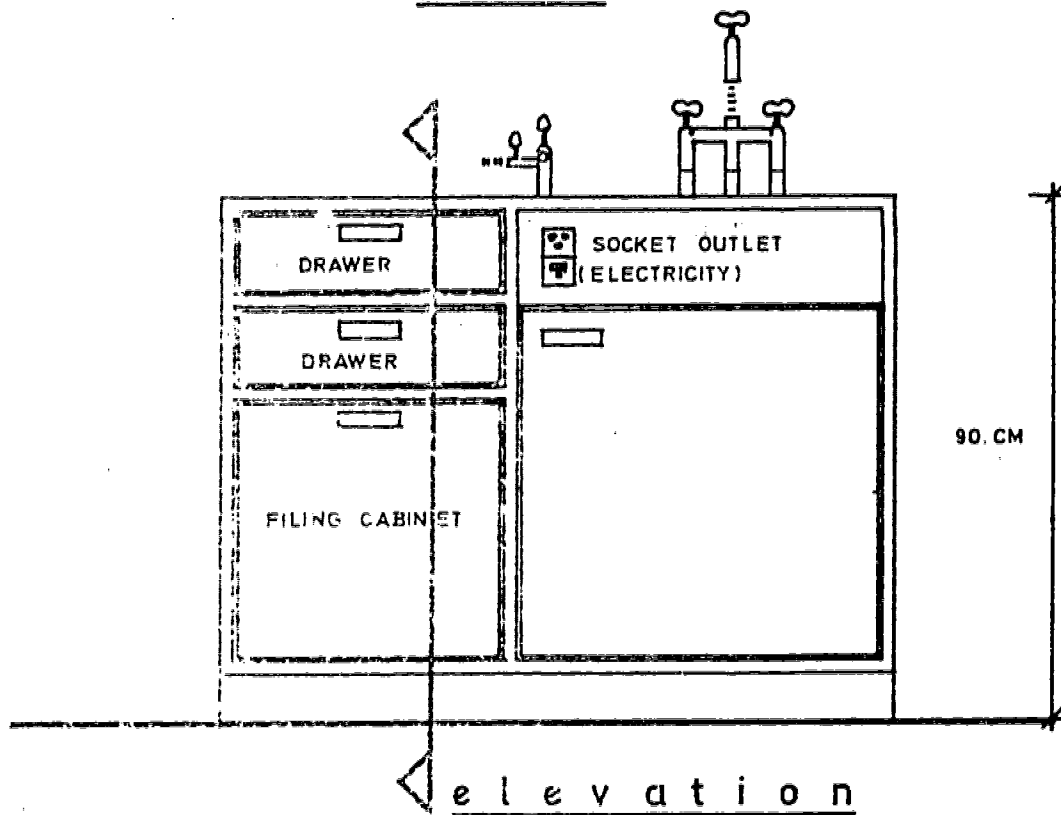 DRAWER
SOCKET OUTLET
(ELECTRICITY)
DRAWER
90.CM
FILING CABINET
elevation